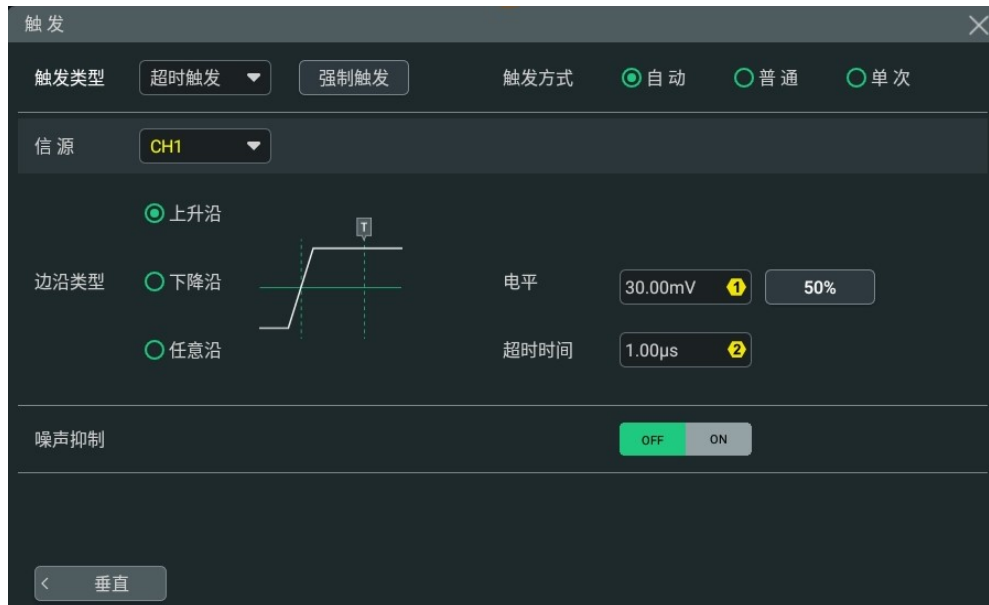 触发
触发类型 超时触发 强制触发 触发方式 自动 普通 单次
信源 CH1
上升沿
T
边沿类型 下降沿 电平 30.00mV 1 50%
任意沿 超时时间 1.00μs 2
噪声抑制 OFF ON
垂直